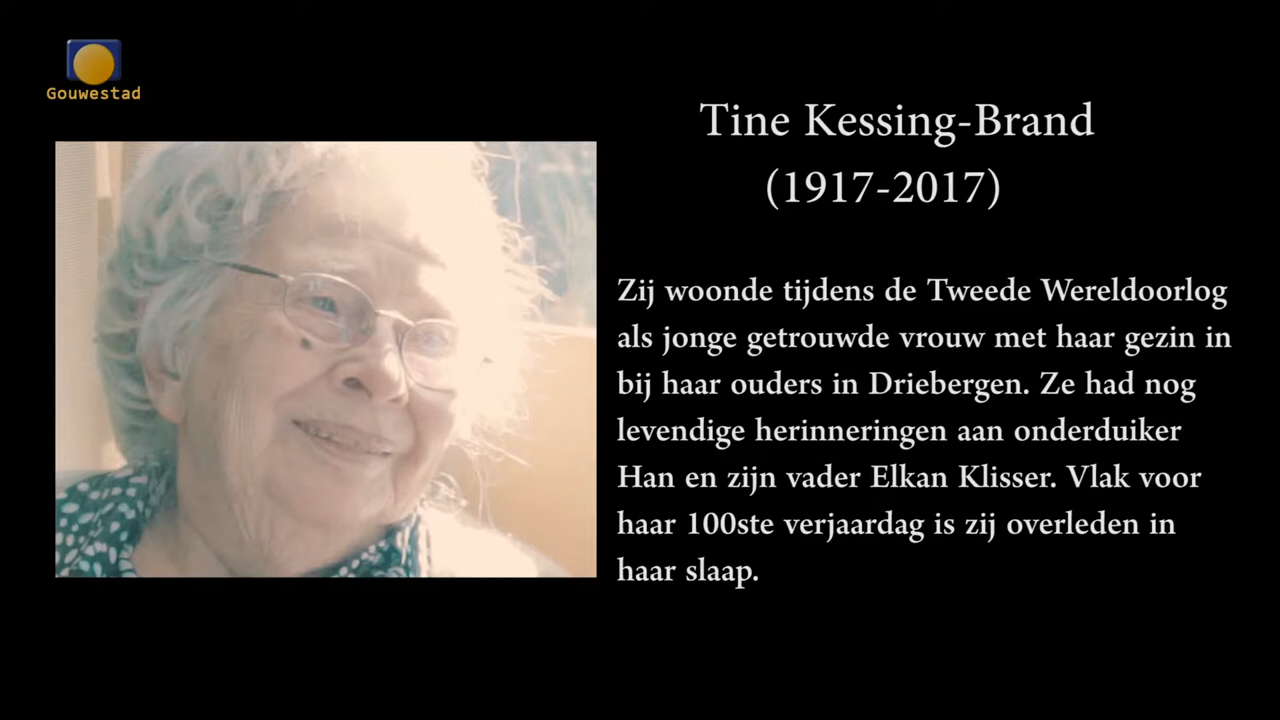 Gouwestad
Tine Kessing-Brand
(1917-2017)
Zij woonde tijdens de Tweede Wereldoorlog
als jonge getrouwde vrouw met haar gezin in
bij haar ouders in Driebergen. Ze had nog
levendige herinneringen aan onderduiker
Han en zijn vader Elkan Klisser. Vlak voor
haar 100ste verjaardag is zij overleden in
haar slaap.